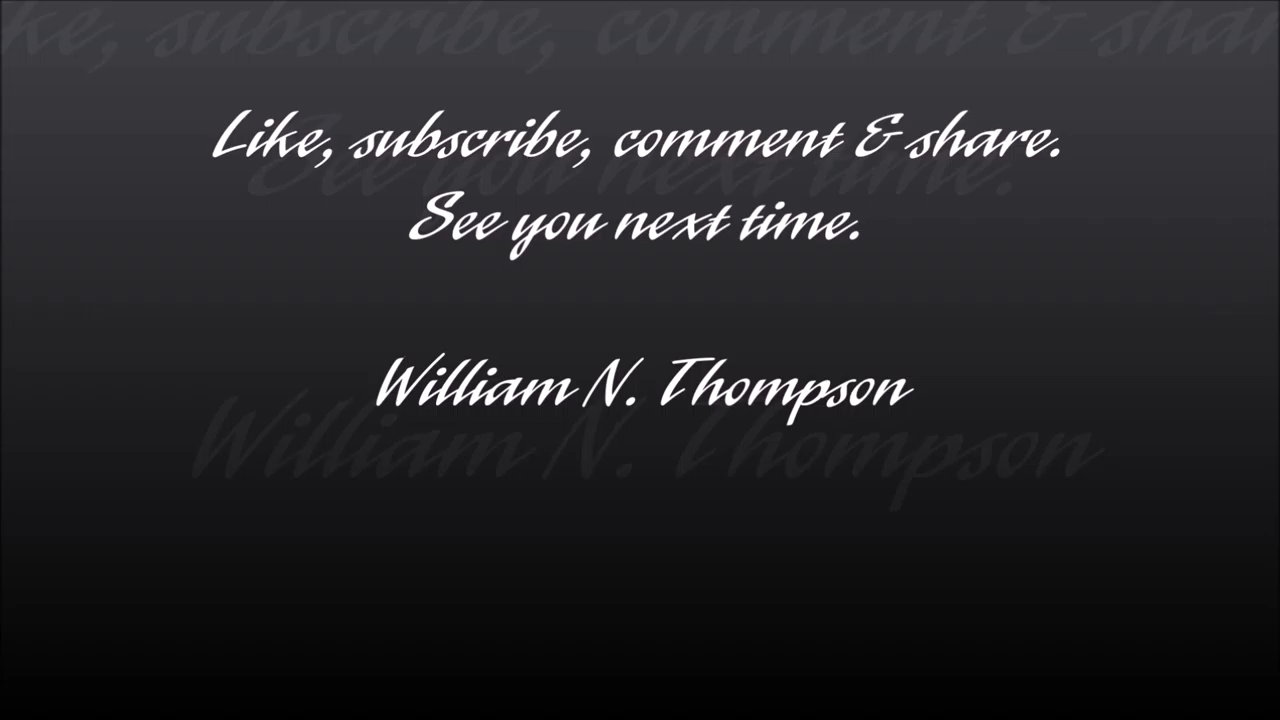 Like, subscribe, comment & share.
See you next time.
William N. Thompson